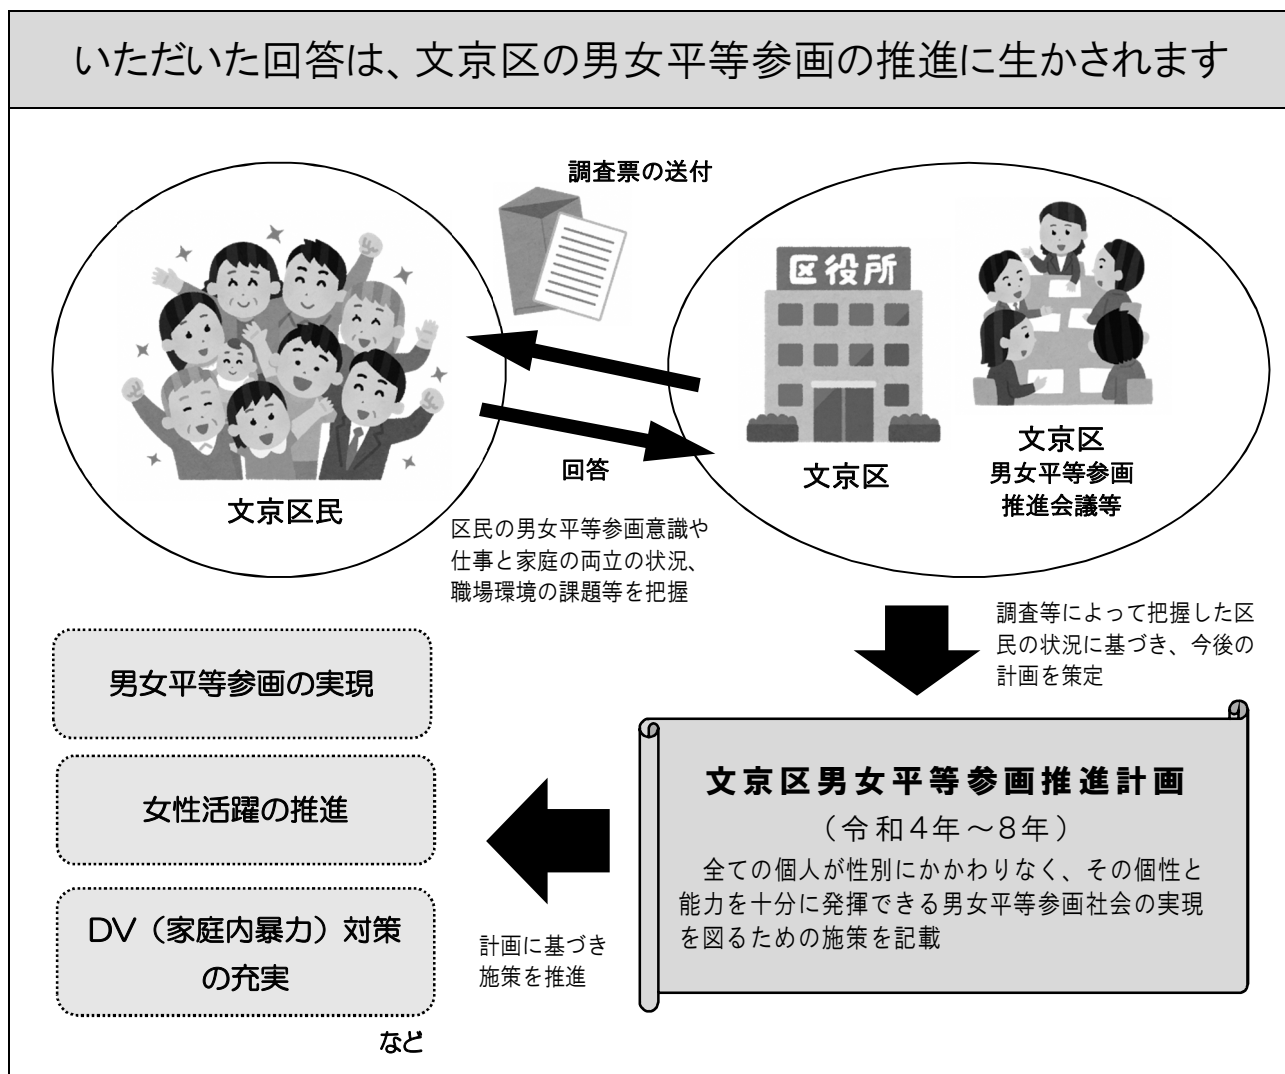 いただいた回答は、文京区の男女平等参画の推進に生かされます
調査票の送付
区役所
文京区民
回答
文京区
文京区
男女平等参画
推進会議等
区民の男女平等参画意識や
仕事と家庭の両立の状況、
職場環境の課題等を把握
調査等によって把握した区
民の状況に基づき、今後の
計画を策定
文京区男女平等参画推進計画
（令和4年～8年）
全ての個人が性別にかかわりなく、その個性と
能力を十分に発揮できる男女平等参画社会の実現
を図るための施策を記載
計画に基づき
施策を推進
男女平等参画の実現
女性活躍の推進
DV（家庭内暴力）対策
の充実
など